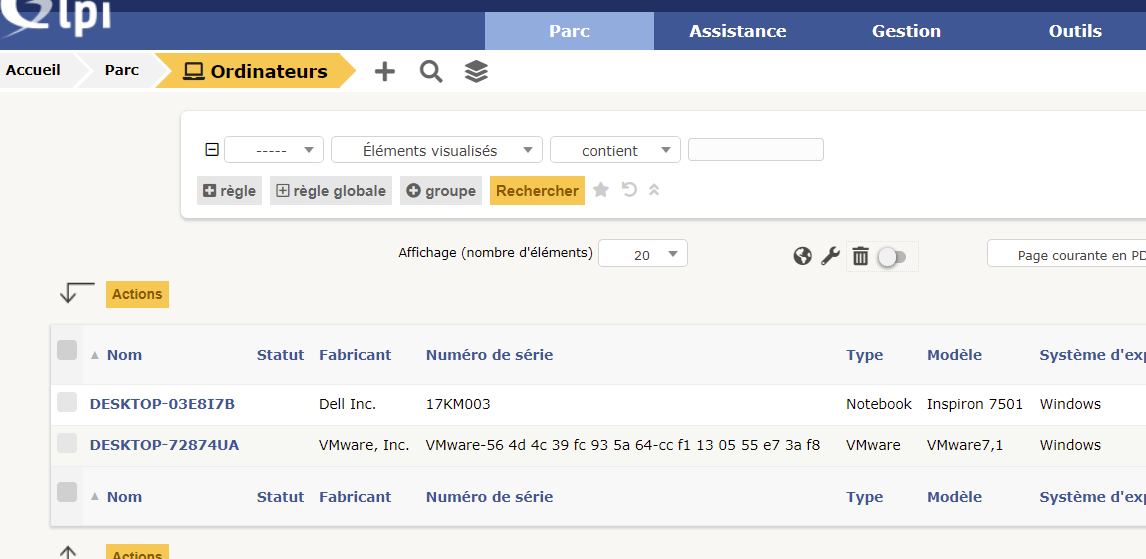 Glpi
Parc Assistance Gestion Outils
Accueil Parc Ordinateurs
----- Éléments visualisés contient
règle règle globale groupe Rechercher
Affichage (nombre d'éléments) 20 Page courante en PD
Actions
Nom Statut Fabricant Numéro de série Type Modèle Système d'exp
DESKTOP-03E8I7B Dell Inc. 17KM003 Notebook Inspiron 7501 Windows
DESKTOP-72874UA VMware, Inc. VMware-56 4d 4c 39 fc 93 5a 64-cc f1 13 05 55 e7 3a f8 VMware VMware7,1 Windows
Nom Statut Fabricant Numéro de série Type Modèle Système d'exp
Actions